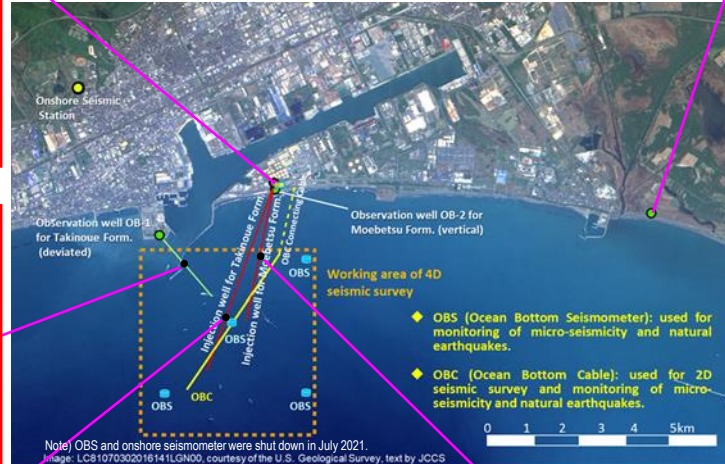 Onshore Seismic
Station
Observation well OB-1
for Takinoue Form.
(deviated)
Observation well OB-2 for
Moebetsu Form. (vertical)
Injection well for Takinoue Form.
Injection well for Moebetsu Form.
OBC Connecting Cable
OBS
Working area of 4D
seismic survey
OBS
OBC
OBS
OBS
◆ OBS (Ocean Bottom Seismometer): used for
monitoring of micro-seismicity and natural
earthquakes.
◆ OBC (Ocean Bottom Cable): used for 2D
seismic survey and monitoring of micro-
seismicity and natural earthquakes.
0 1 2 3 4 5km
Note) OBS and onshore seismometer were shut down in July 2021.
Image: LC81070302016141LGN00, courtesy of the U.S. Geological Survey, text by JCCS